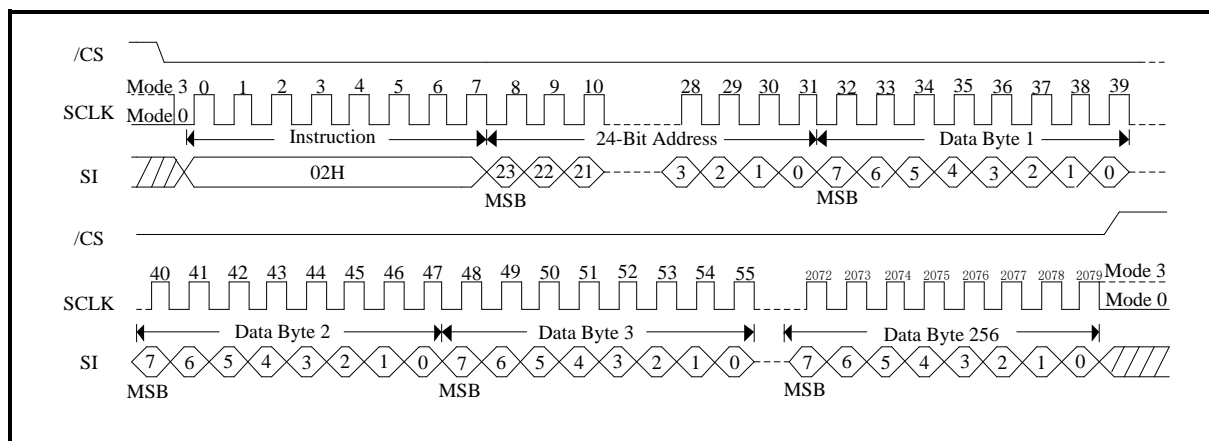 /CS
Mode 3 0 1 2 3 4 5 6 7 8 9 10 28 29 30 31 32 33 34 35 36 37 38 39
SCLK
Mode 0
Instruction 24-Bit Address Data Byte 1
SI 02H 23 22 21 3 2 1 0 7 6 5 4 3 2 1 0
MSB MSB
/CS
40 41 42 43 44 45 46 47 48 49 50 51 52 53 54 55 2072 2073 2074 2075 2076 2077 2078 2079 Mode 3
SCLK Mode 0
Data Byte 2 Data Byte 3 Data Byte 256
SI 7 6 5 4 3 2 1 0 7 6 5 4 3 2 1 0 7 6 5 4 3 2 1 0
MSB MSB MSB